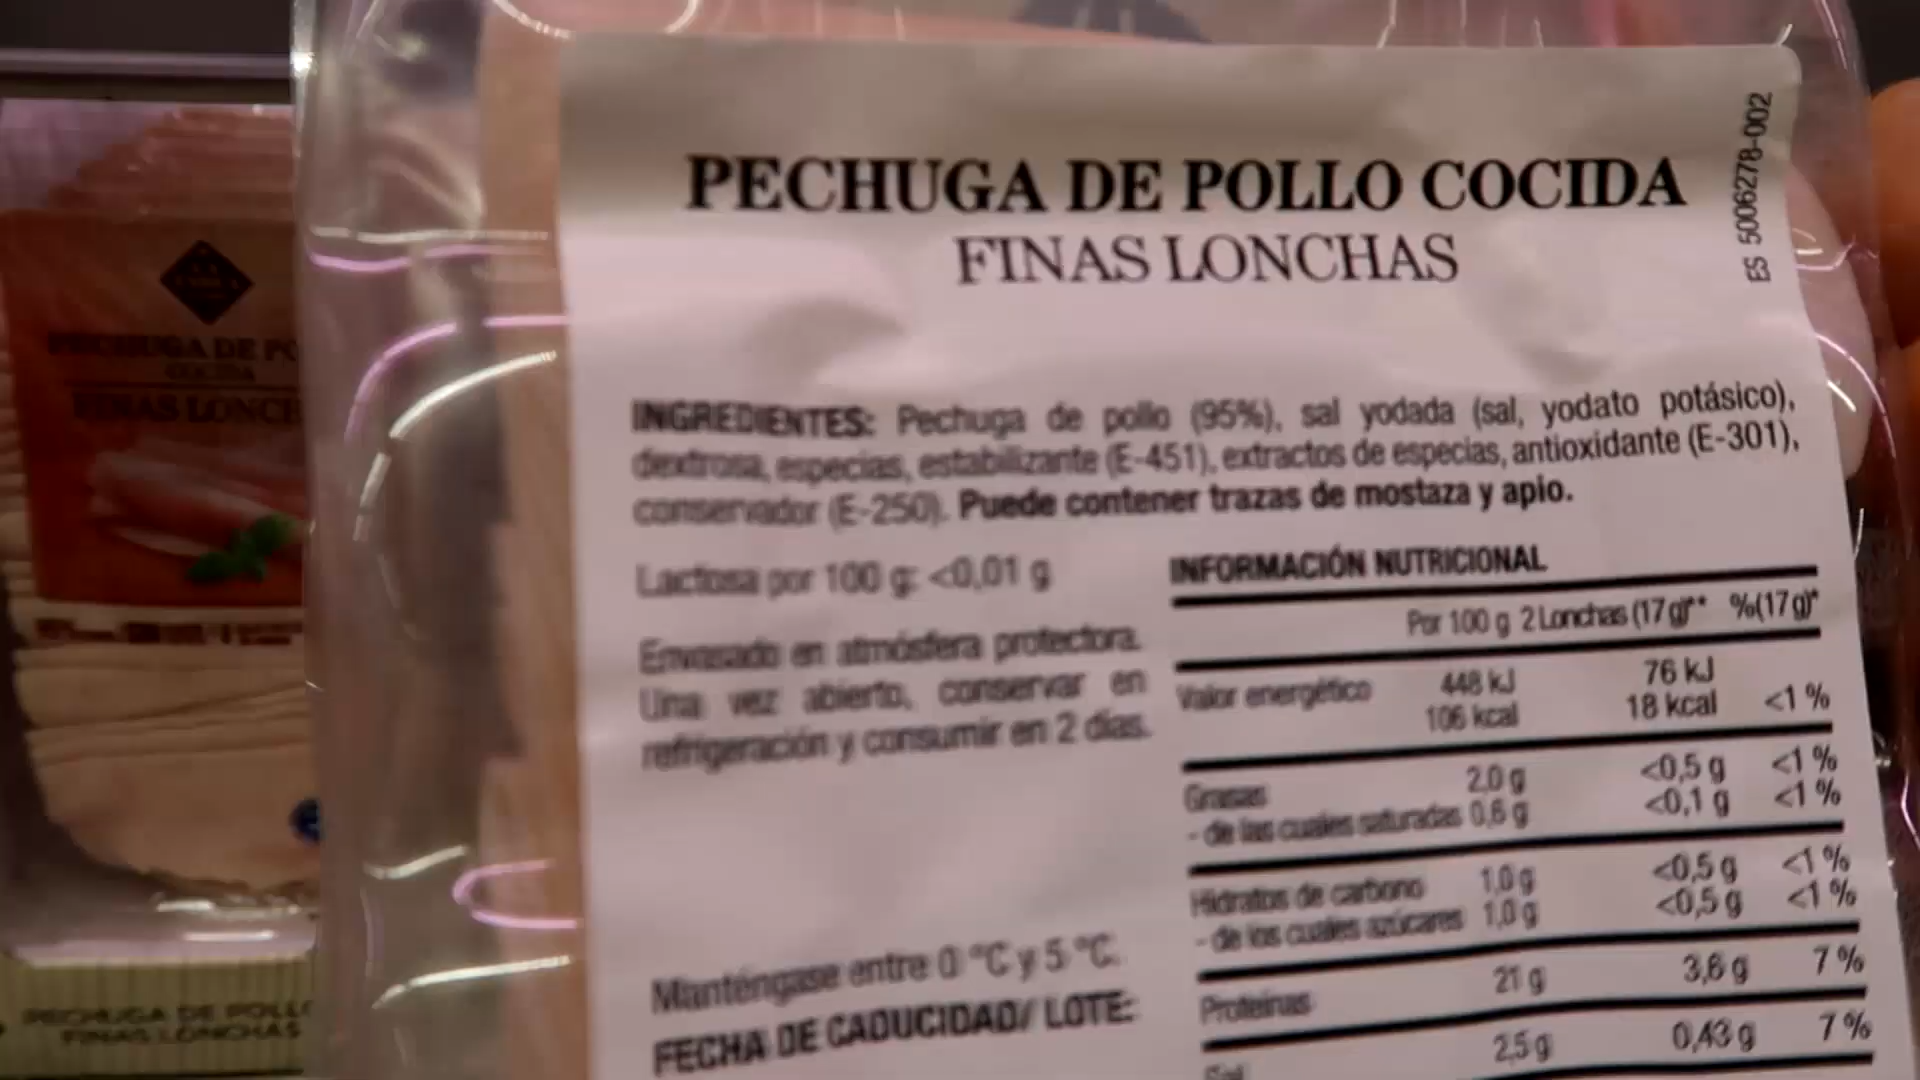 PECHUGA DE POLLO COCIDA
FINAS LONCHAS
ES 5006278-002
INGREDIENTES: Pechuga de pollo (95%), sal yodada (sal, yodato potásico),
dextrosa, especias, estabilizante (E-451), extractos de especias, antioxidante (E-301),
conservador (E-250). Puede contener trazas de mostaza y apio.
Lactosa por 100 g: <0,01 g
Envasado en atmósfera protectora.
Una vez abierto, conservar en
refrigeración y consumir en 2 días.
Manténgase entre 0 °C y 5 °C.
FECHA DE CADUCIDAD/ LOTE:
INFORMACIÓN NUTRICIONAL
Por 100 g 2 Lonchas (17 g)** %(17 g)*
Valor energético 448 kJ 76 kJ
106 kcal 18 kcal <1 %
Grasas 2,0 g <0,5 g <1 %
- de las cuales saturadas 0,6 g <0,1 g <1 %
Hidratos de carbono 1,0 g <0,5 g <1 %
- de los cuales azúcares 1,0 g <0,5 g <1 %
Proteínas 21 g 3,6 g 7 %
Sal 2,5 g 0,43 g 7 %
PECHUGA DE PO
COCIDA
FINAS LONCH
PECHUGA DE POLLO
FINAS LONCHAS